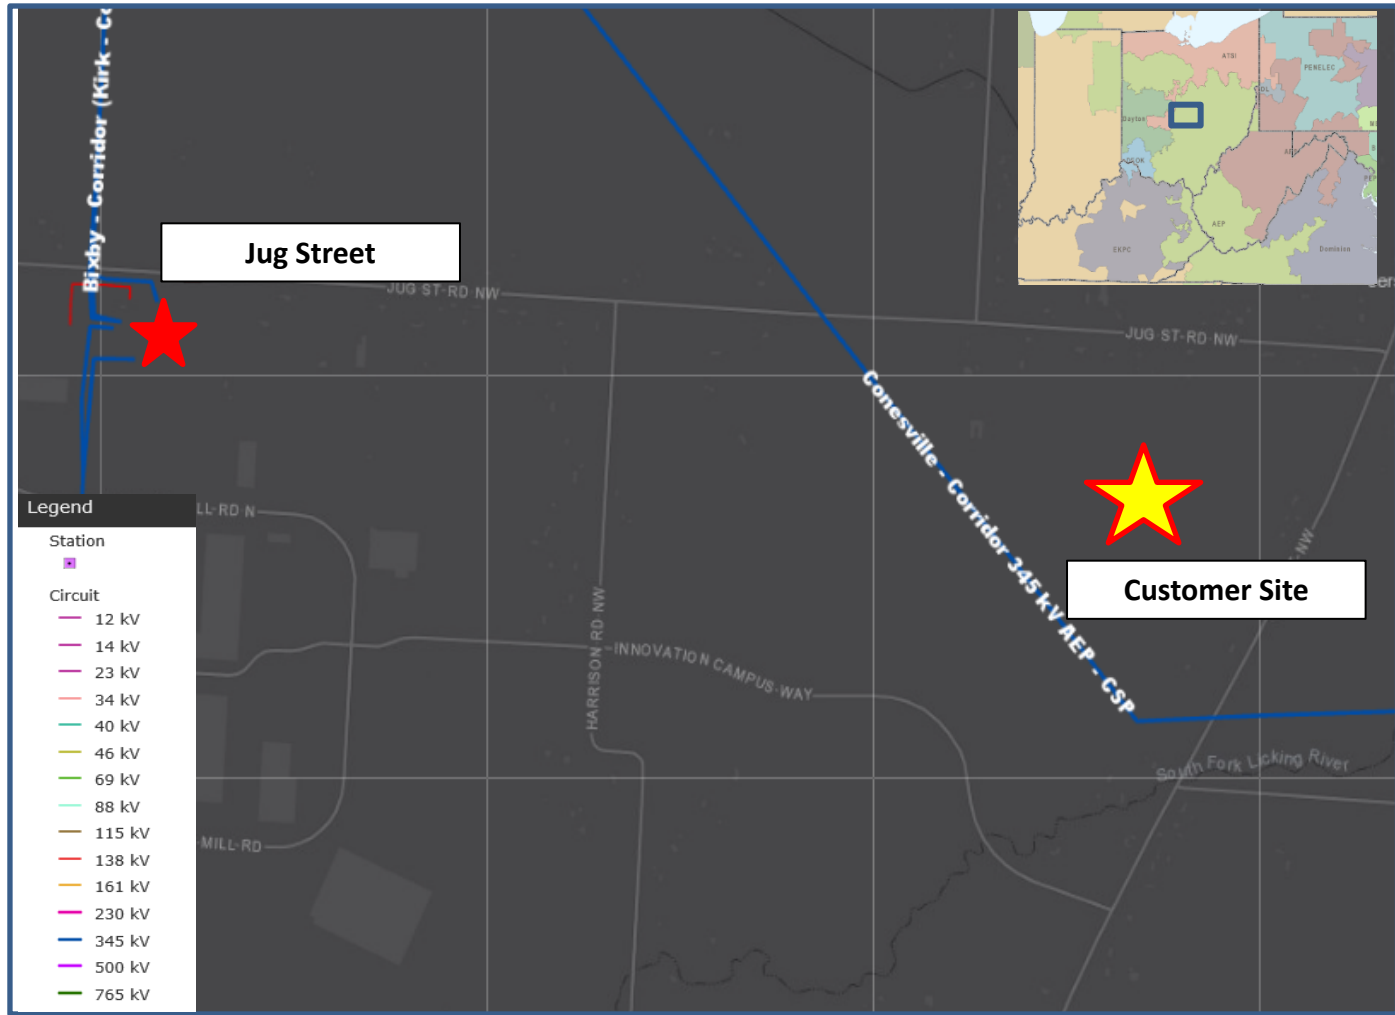 Bixby - Corridor (Kirk - Co
Jug Street
JUG ST-RD NW
JUG ST-RD NW
Conesville - Corridor 345 kV AEP - CSP
Customer Site
LL-RD N
HARRISON RD-NW
INNOVATION CAMPUS-WAY
South Fork Licking River
MILL-RD
-NW
ATSI
PENELEC
Dayton
DEOK
EKPC
AEP
Dominion
Legend
Station
Circuit
12 kV
14 kV
23 kV
34 kV
40 kV
46 kV
69 kV
88 kV
115 kV
138 kV
161 kV
230 kV
345 kV
500 kV
765 kV